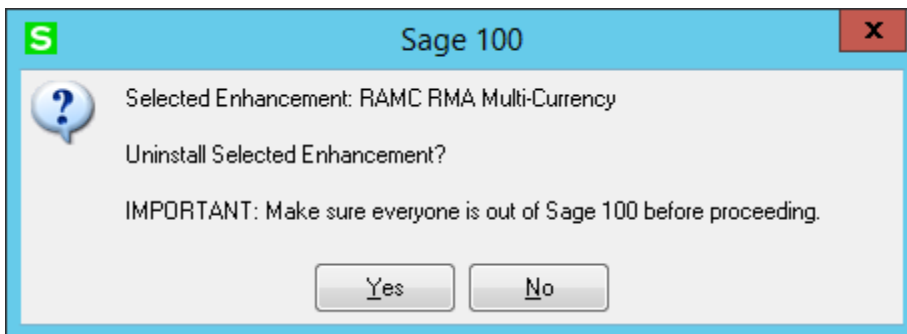 S
Sage 100
x
Selected Enhancement: RAMC RMA Multi-Currency
Uninstall Selected Enhancement?
IMPORTANT: Make sure everyone is out of Sage 100 before proceeding.
Yes
No